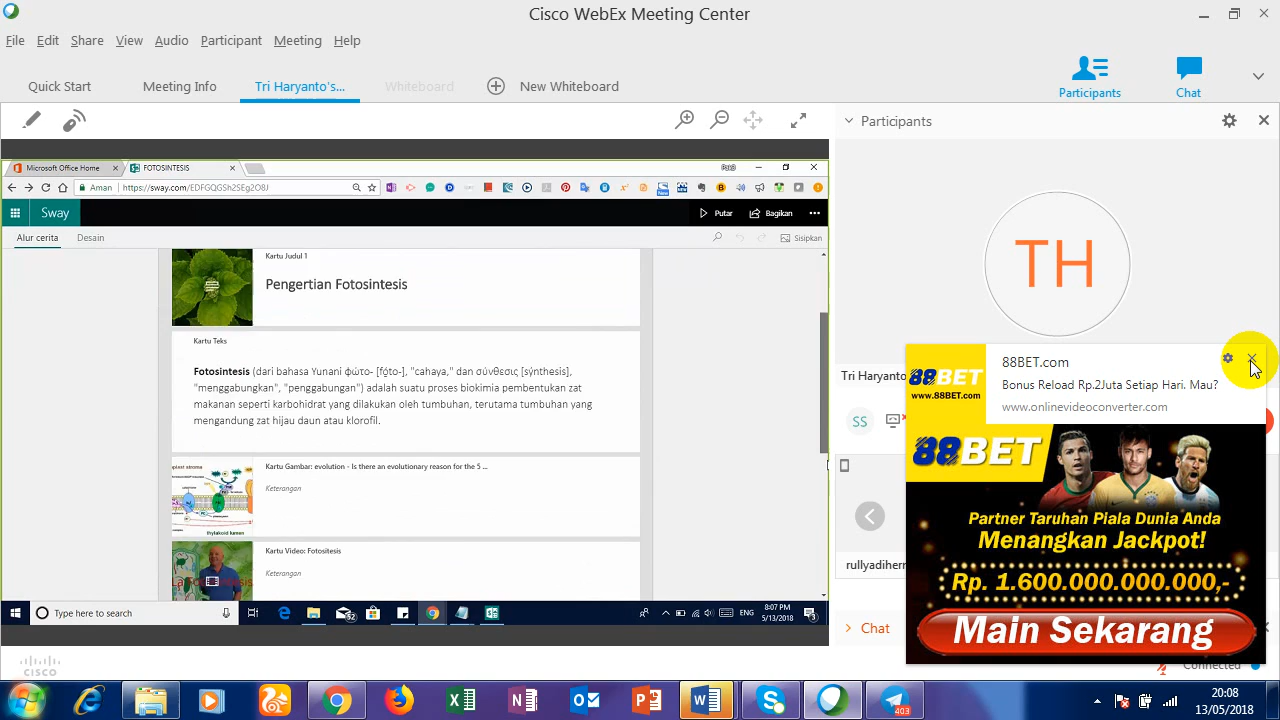 Cisco WebEx Meeting Center
File Edit Share View Audio Participant Meeting Help
Quick Start Meeting Info Tri Haryanto's... Whiteboard New Whiteboard
Participants Chat
Participants
Microsoft Office Home FOTOSINTESIS
Aman https://sway.com/EDFGQGSh2SEg2O8J
Sway Putar Bagikan
Alur cerita Desain Sisipkan
Kartu Judul 1
Pengertian Fotosintesis
Kartu Teks
Fotosintesis (dari bahasa Yunani φώτο- [fó̱to-], "cahaya," dan σύνθεσις [sýnthesis],
"menggabungkan", "penggabungan") adalah suatu proses biokimia pembentukan zat
makanan seperti karbohidrat yang dilakukan oleh tumbuhan, terutama tumbuhan yang
mengandung zat hijau daun atau klorofil.
Kartu Gambar: evolution - Is there an evolutionary reason for the 5 ...
Keterangan
thylakoid lumen
Kartu Video: Fotositesis
Keterangan
Type here to search
ENG
8:07 PM
5/13/2018
TH
Tri Haryanto
SS
rullyadiherr
Chat
88BET
www.88BET.com
88BET.com
Bonus Reload Rp.2Juta Setiap Hari. Mau?
www.onlinevideoconverter.com
88BET
Partner Taruhan Piala Dunia Anda
Menangkan Jackpot!
Rp. 1.600.000.000.000,-
Main Sekarang
Connected
cisco
403
20:08
13/05/2018